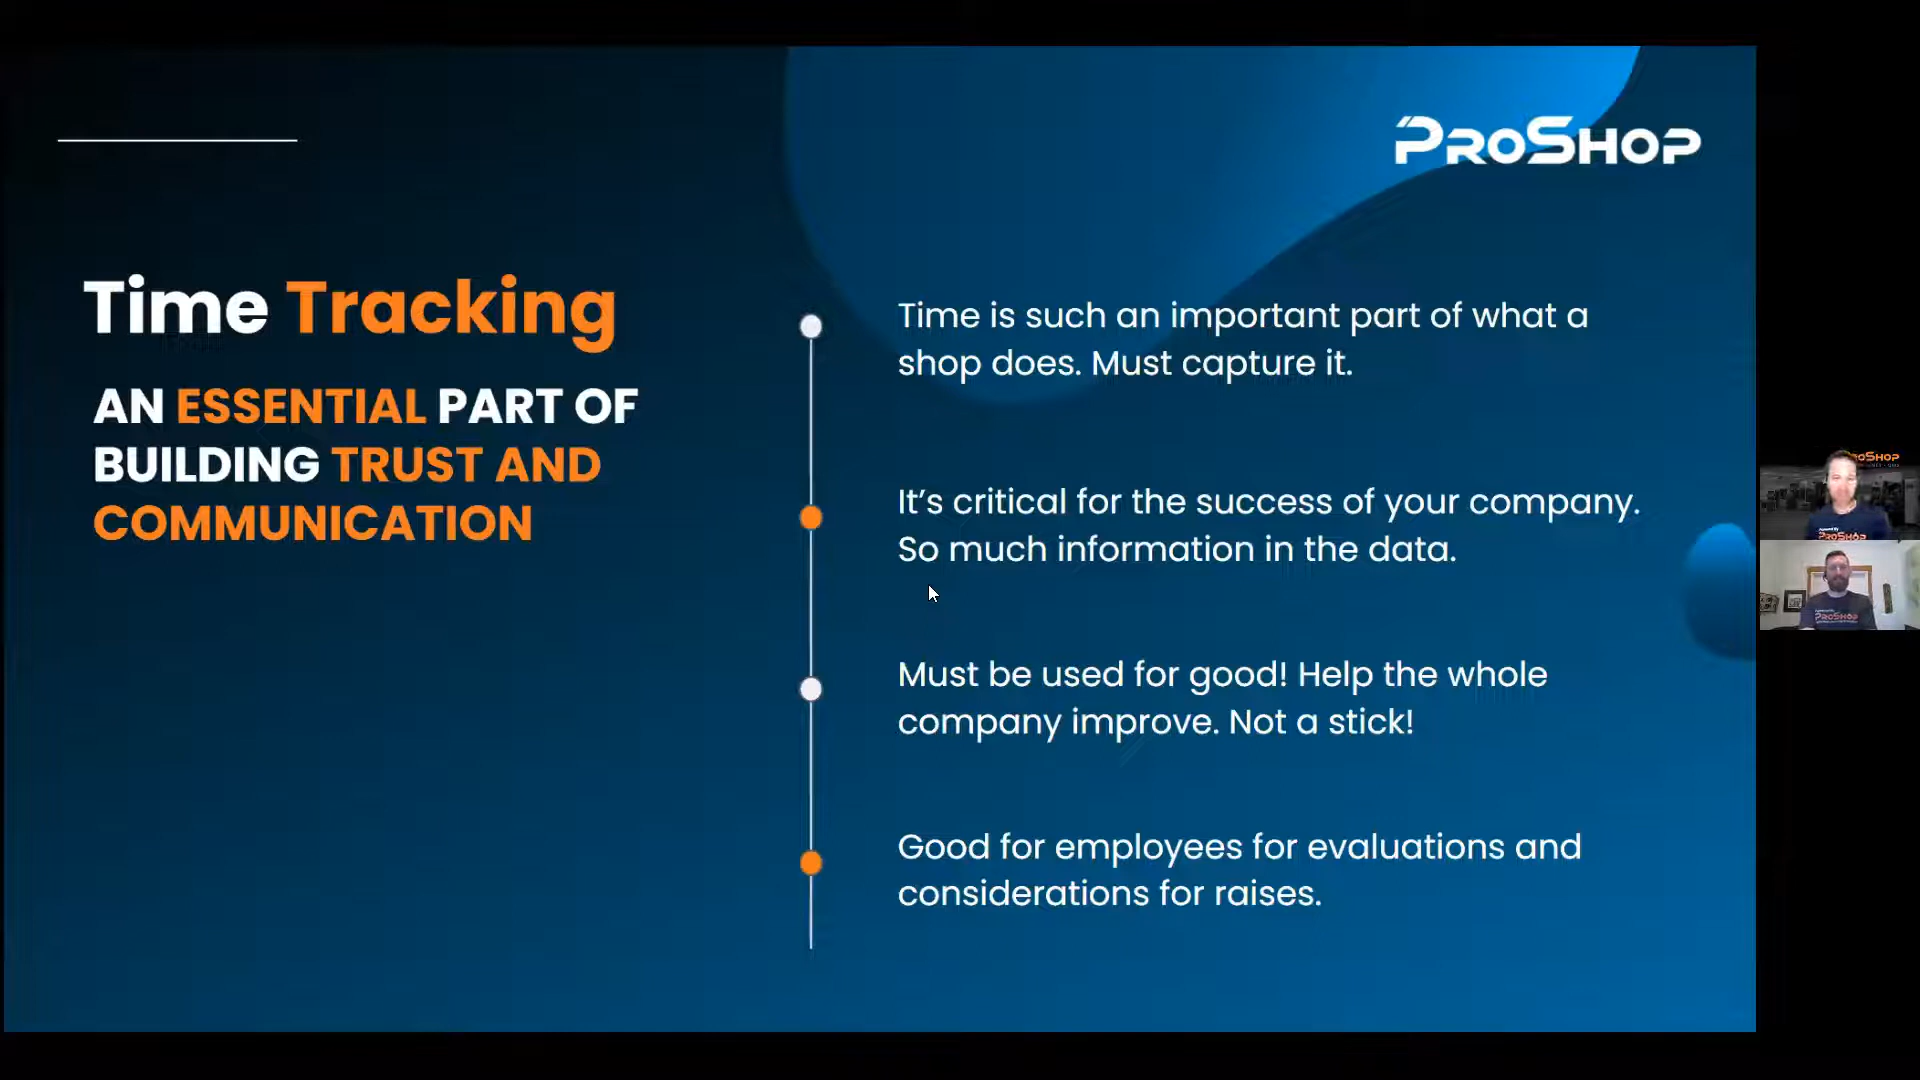 PROSHOP
Time Tracking
AN ESSENTIAL PART OF
BUILDING TRUST AND
COMMUNICATION
Time is such an important part of what a
shop does. Must capture it.
It’s critical for the success of your company.
So much information in the data.
Must be used for good! Help the whole
company improve. Not a stick!
Good for employees for evaluations and
considerations for raises.
PROSHOP
PROSHOP